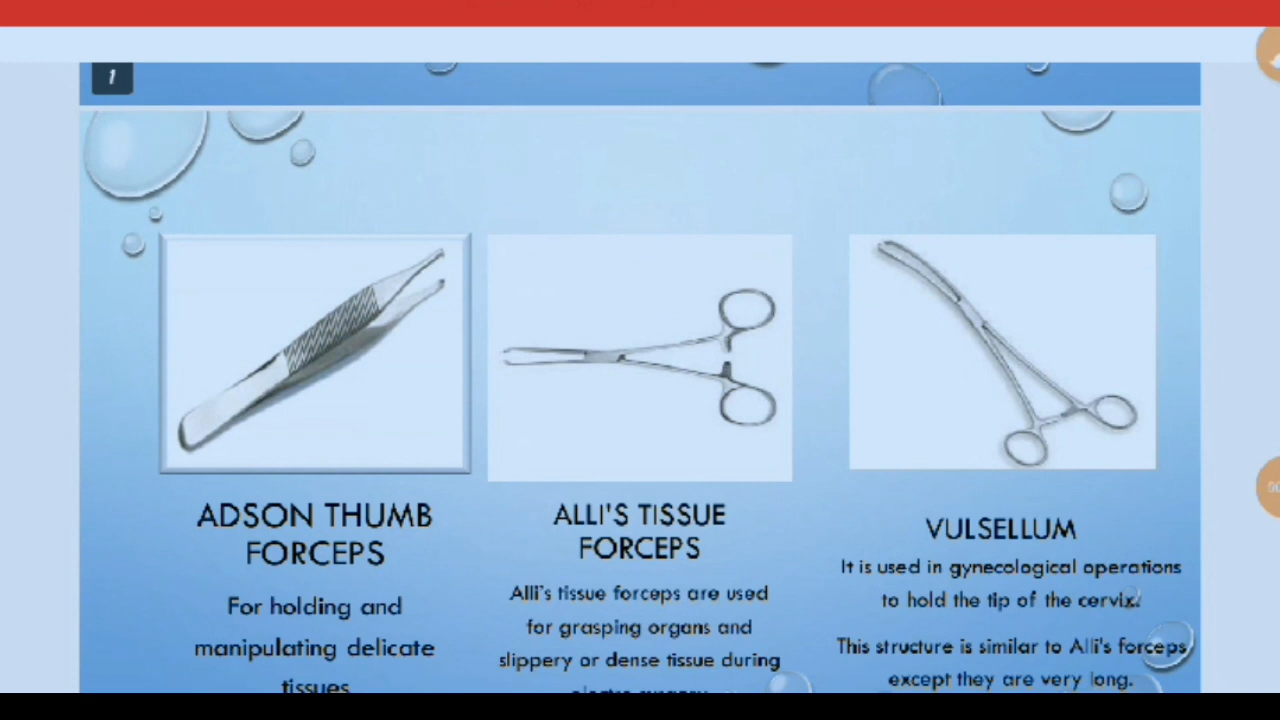 1
ADSON THUMB
FORCEPS
For holding and
manipulating delicate
tissues
ALLI'S TISSUE
FORCEPS
Alli's tissue forceps are used
for grasping organs and
slippery or dense tissue during
VULSELLUM
It is used in gynecological operations
to hold the tip of the cervix.
This structure is similar to Alli's forceps
except they are very long.